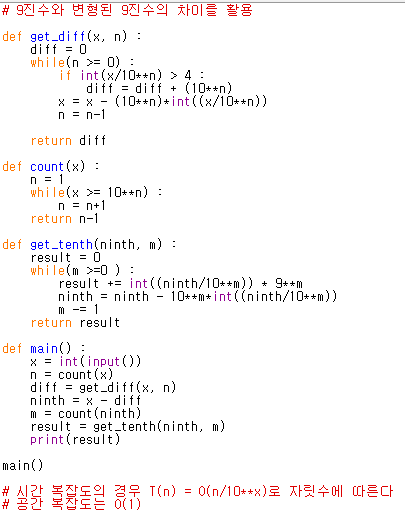 # 9진수와 변형된 9진수의 차이를 활용

def get_diff(x, n) :
    diff = 0
    while(n >= 0) :
        if int(x/10**n) > 4 :
            diff = diff + (10**n)
        x = x - (10**n)*int((x/10**n))
        n = n-1

    return diff

def count(x) :
    n = 1
    while(x >= 10**n) :
        n = n+1
    return n-1

def get_tenth(ninth, m) :
    result = 0
    while(m >=0 ) :
        result += int((ninth/10**m)) * 9**m
        ninth = ninth - 10**m*int((ninth/10**m))
        m -= 1
    return result

def main() :
    x = int(input())
    n = count(x)
    diff = get_diff(x, n)
    ninth = x - diff
    m = count(ninth)
    result = get_tenth(ninth, m)
    print(result)

main()

# 시간 복잡도의 경우 T(n) = O(n/10**x)로 자릿수에 따른다
# 공간 복잡도는 O(1)